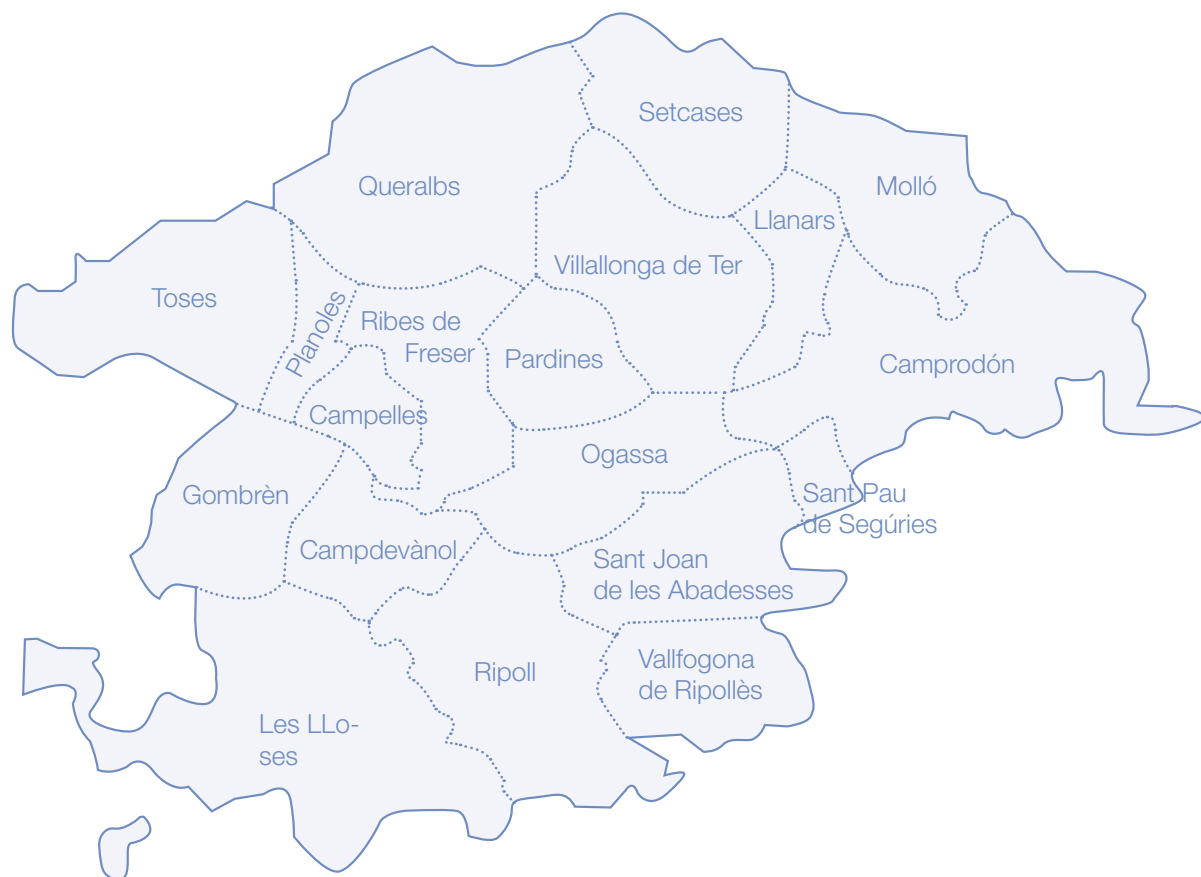 Setcases
Queralbs
Molló
Llanars
Villallonga de Ter
Toses
Planoles
Ribes de
Freser
Pardines
Camprodón
Campelles
Ogassa
Gombrèn
Sant Pau
de Segúries
Campdevànol
Sant Joan
de les Abadesses
Ripoll
Vallfogona
de Ripollès
Les LLo-
ses